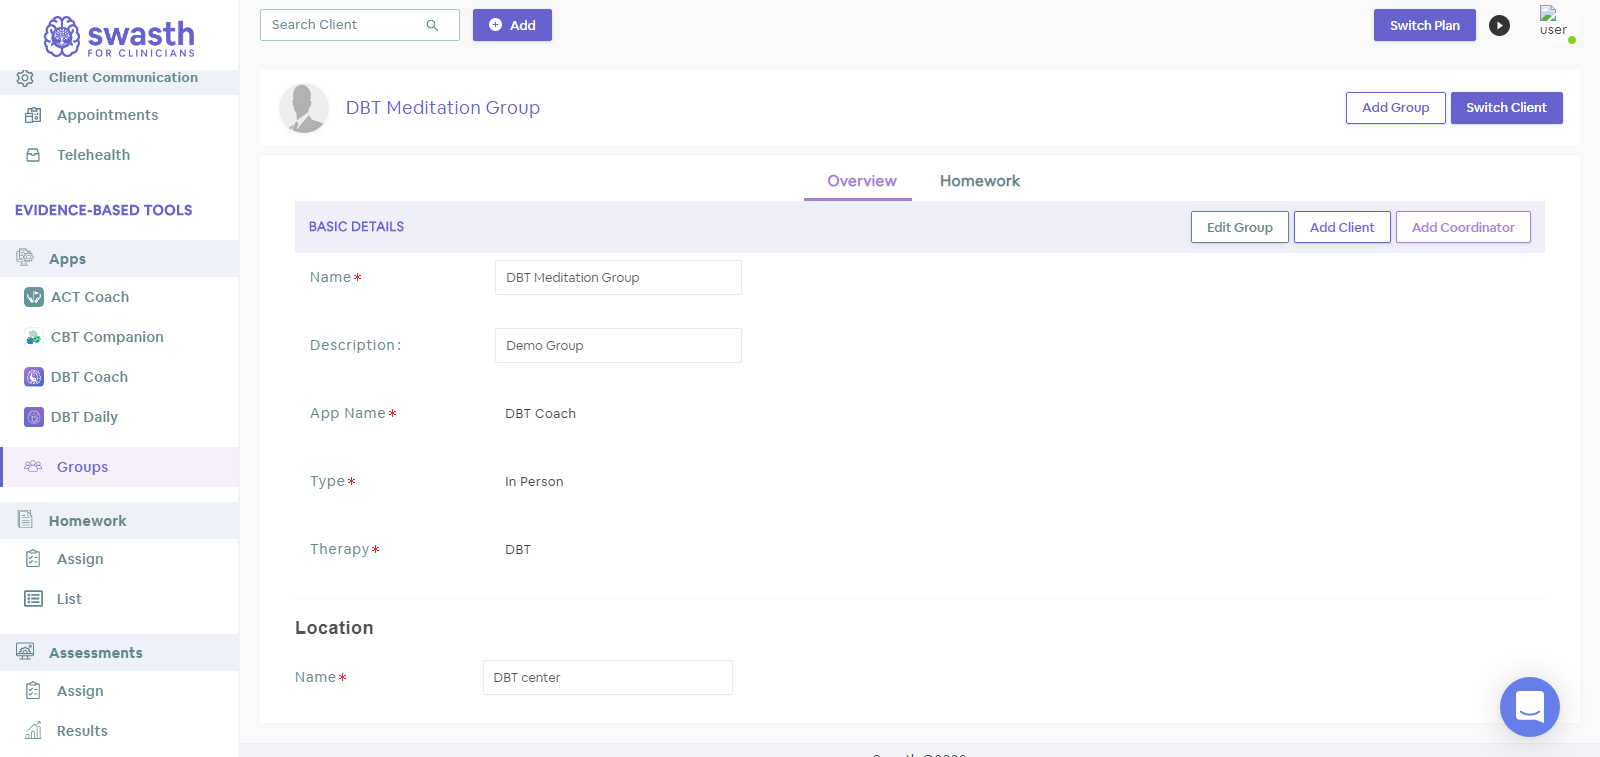 swasth
FOR CLINICIANS
Search Client
Add
Switch Plan
user
Client Communication
Appointments
Telehealth
EVIDENCE-BASED TOOLS
Apps
ACT Coach
CBT Companion
DBT Coach
DBT Daily
Groups
Homework
Assign
List
Assessments
Assign
Results
DBT Meditation Group
Add Group
Switch Client
Overview Homework
BASIC DETAILS
Edit Group
Add Client
Add Coordinator
Name* DBT Meditation Group
Description: Demo Group
App Name* DBT Coach
Type* In Person
Therapy* DBT
Location
Name* DBT center